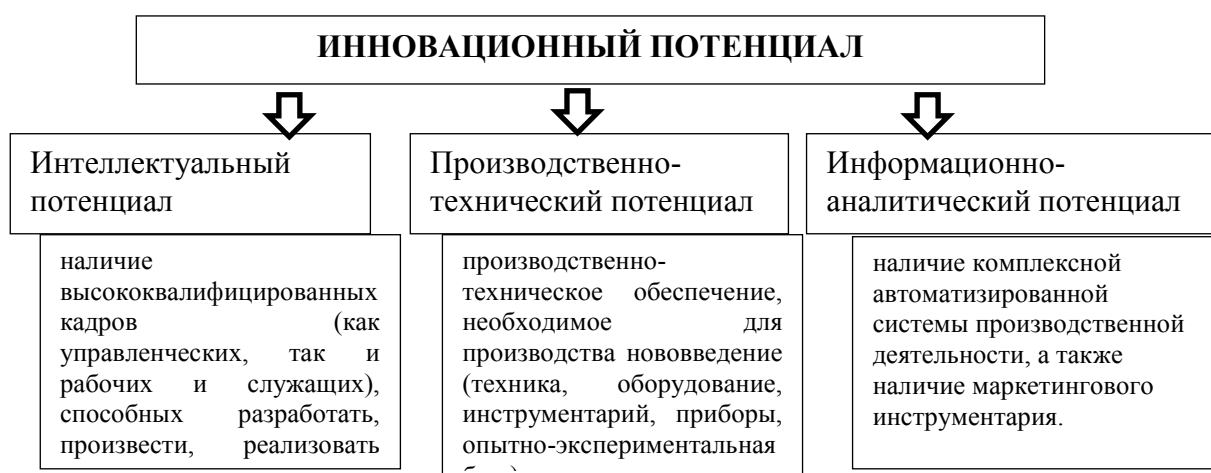 ИННОВАЦИОННЫЙ ПОТЕНЦИАЛ
Интеллектуальный
потенциал
Производственно-
технический потенциал
Информационно-
аналитический потенциал
наличие
высококвалифицированных
кадров (как
управленческих, так и
рабочих и служащих),
способных разработать,
произвести, реализовать
производственно-
техническое обеспечение,
необходимое для
производства нововведение
(техника, оборудование,
инструментарий, приборы,
опытно-экспериментальная
наличие комплексной
автоматизированной
системы производственной
деятельности, а также
наличие маркетингового
инструментария.